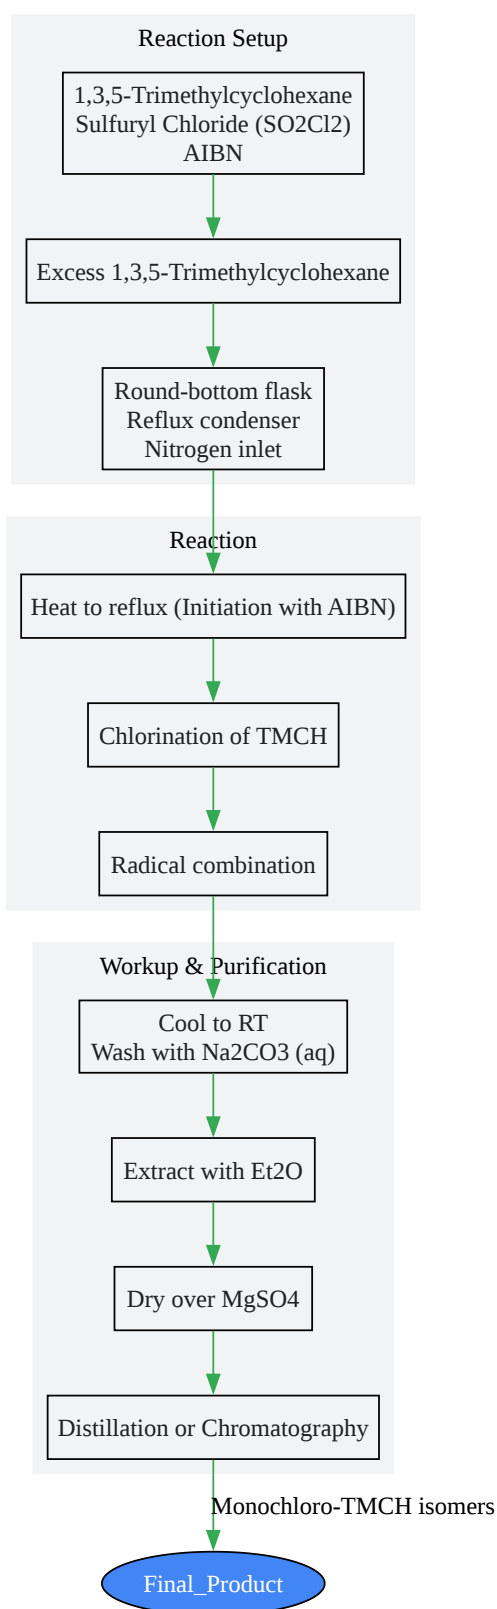 Reaction Setup
1,3,5-Trimethylcyclohexane
Sulfuryl Chloride (SO2Cl2)
AIBN
Excess 1,3,5-Trimethylcyclohexane
Round-bottom flask
Reflux condenser
Nitrogen inlet
Reaction
Heat to reflux (Initiation with AIBN)
Chlorination of TMCH
Radical combination
Workup & Purification
Cool to RT
Wash with Na2CO3 (aq)
Extract with Et2O
Dry over MgSO4
Distillation or Chromatography
Monochloro-TMCH isomers
Final_Product